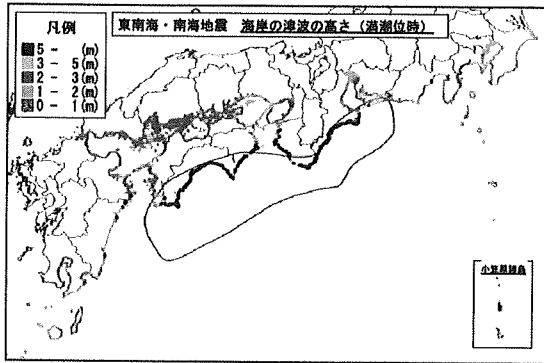 東南海・南海地震　海岸の津波の高さ（満潮位時）
凡例
5 -　(m)
3 - 5 (m)
2 - 3 (m)
1 - 2 (m)
0 - 1 (m)
小笠原諸島